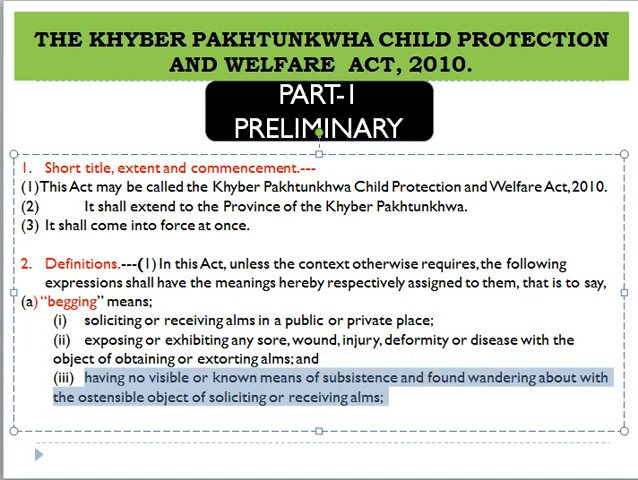 THE KHYBER PAKHTUNKHWA CHILD PROTECTION
AND WELFARE ACT, 2010.
PART-I
PRELIMINARY
1. Short title, extent and commencement.---
(1)This Act may be called the Khyber Pakhtunkhwa Child Protection and Welfare Act, 2010.
(2) It shall extend to the Province of the Khyber Pakhtunkhwa.
(3) It shall come into force at once.
2. Definitions.---(1) In this Act, unless the context otherwise requires, the following
expressions shall have the meanings hereby respectively assigned to them, that is to say,
(a) “begging” means;
(i) soliciting or receiving alms in a public or private place;
(ii) exposing or exhibiting any sore, wound, injury, deformity or disease with the
object of obtaining or extorting alms; and
(iii) having no visible or known means of subsistence and found wandering about with
the ostensible object of soliciting or receiving alms;